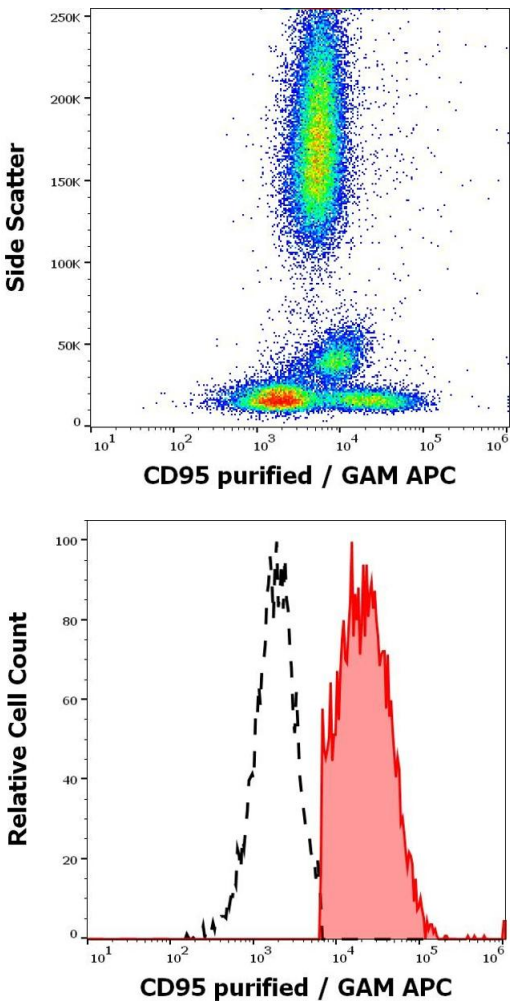 250K
200K
150K
100K
50K
0
Side Scatter
10¹ 10² 10³ 10⁴ 10⁵ 10⁶
CD95 purified / GAM APC
100
80
60
40
20
0
Relative Cell Count
10¹ 10² 10³ 10⁴ 10⁵ 10⁶
CD95 purified / GAM APC